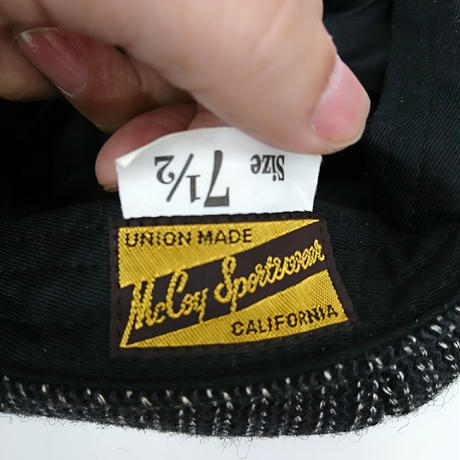 Size 7½
UNION MADE
McCoy Sportswear
CALIFORNIA